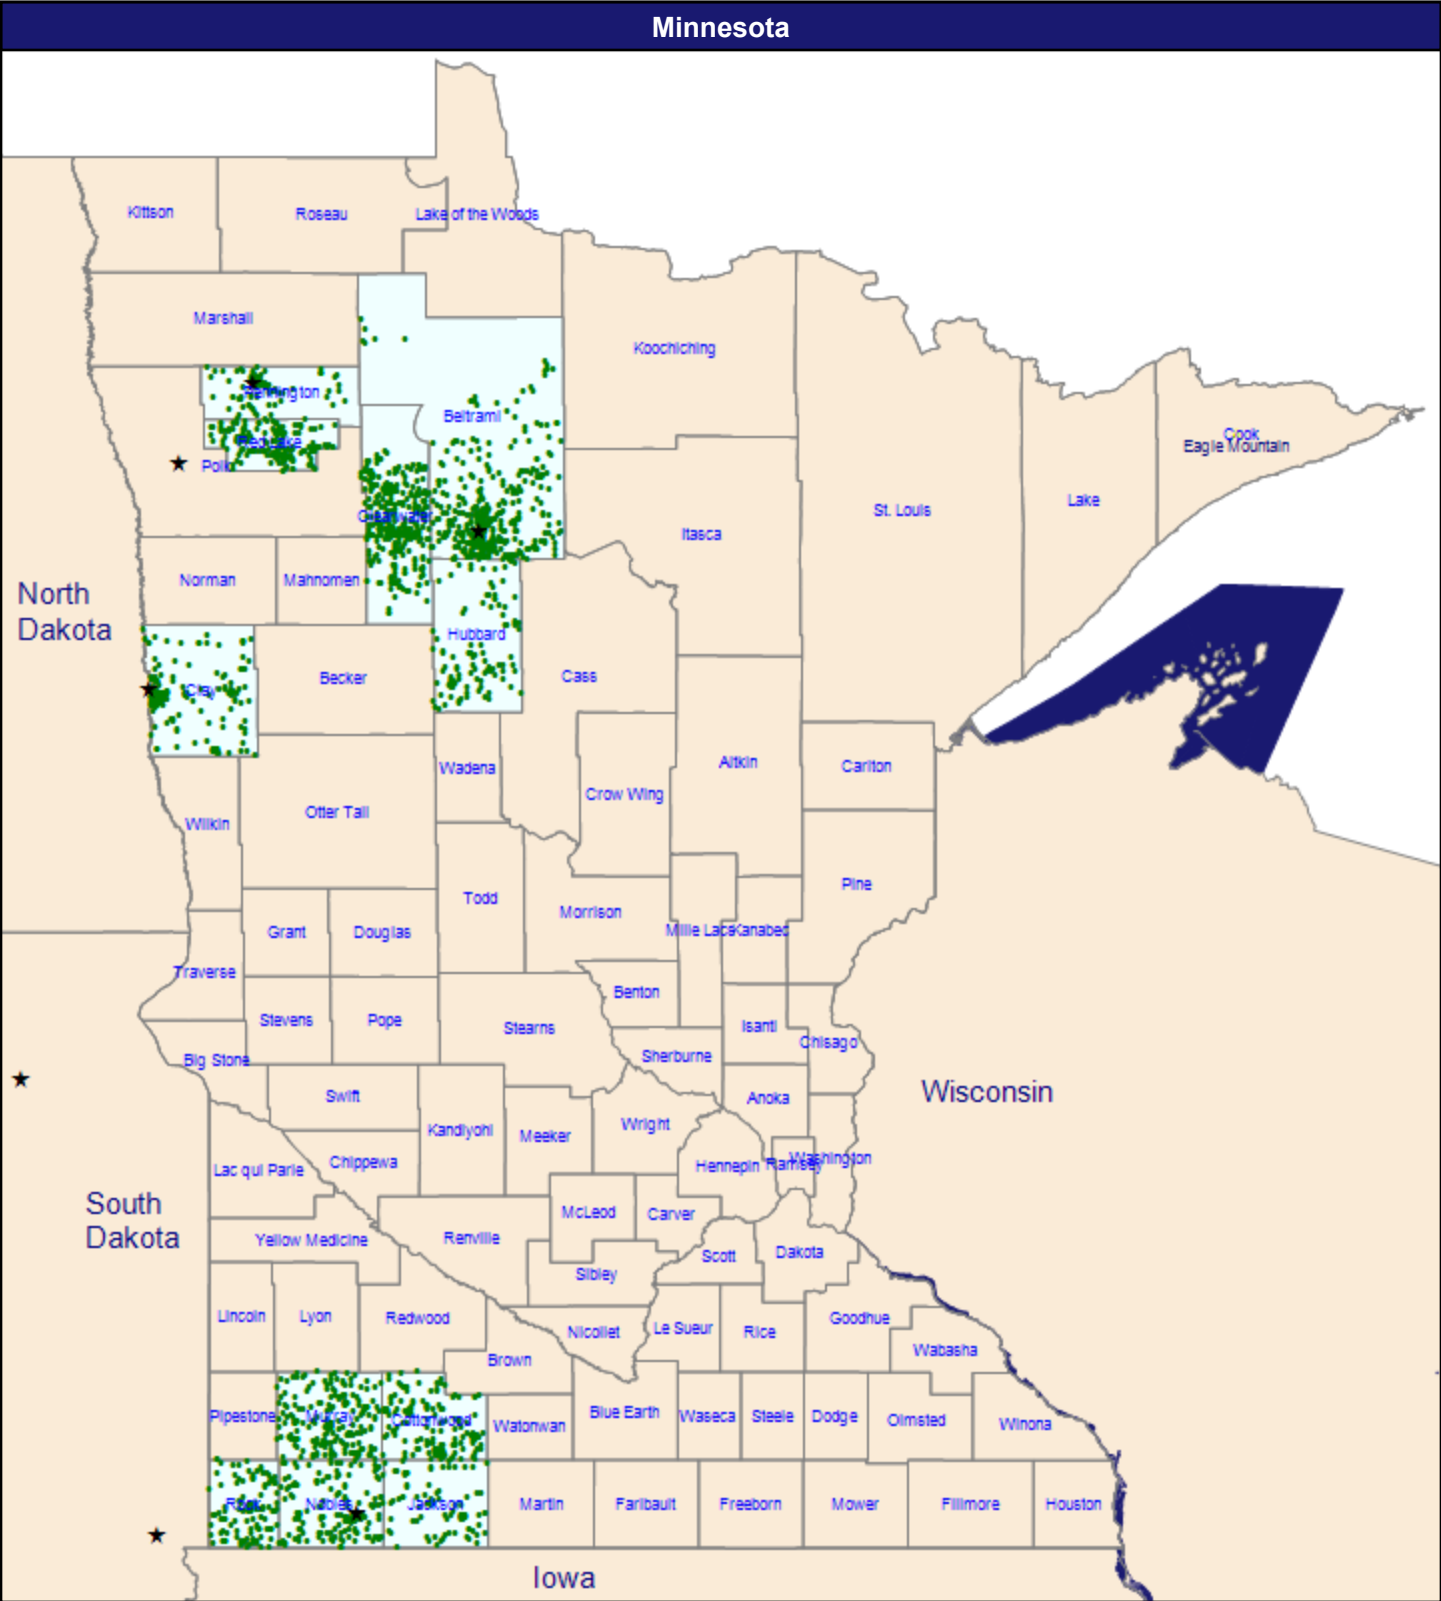 Minnesota
Kittson
Roseau
Lake of the Woods
Marshall
Koochiching
Pennington
Beltrami
Red Lake
Polk
Cook
Eagle Mountain
Clearwater
St. Louis
Lake
Itasca
North
Dakota
Norman
Mahnomen
Hubbard
Clay
Becker
Cass
Wadena
Aitkin
Carlton
Crow Wing
Otter Tail
Wilkin
Todd
Pine
Morrison
Grant
Douglas
Mille Lacs
Kanabec
Traverse
Benton
Stevens
Pope
Stearns
Isanti
Chisago
Big Stone
Sherburne
Swift
Anoka
Wisconsin
Kandiyohi
Meeker
Wright
Lac qui Parle
Chippewa
Hennepin
Ramsey
Washington
South
Dakota
McLeod
Carver
Yellow Medicine
Renville
Scott
Dakota
Sibley
Lincoln
Lyon
Redwood
Nicollet
Le Sueur
Rice
Goodhue
Brown
Wabasha
Pipestone
Murray
Cottonwood
Watonwan
Blue Earth
Waseca
Steele
Dodge
Olmsted
Winona
Rock
Nobles
Jackson
Martin
Faribault
Freeborn
Mower
Fillmore
Houston
Iowa